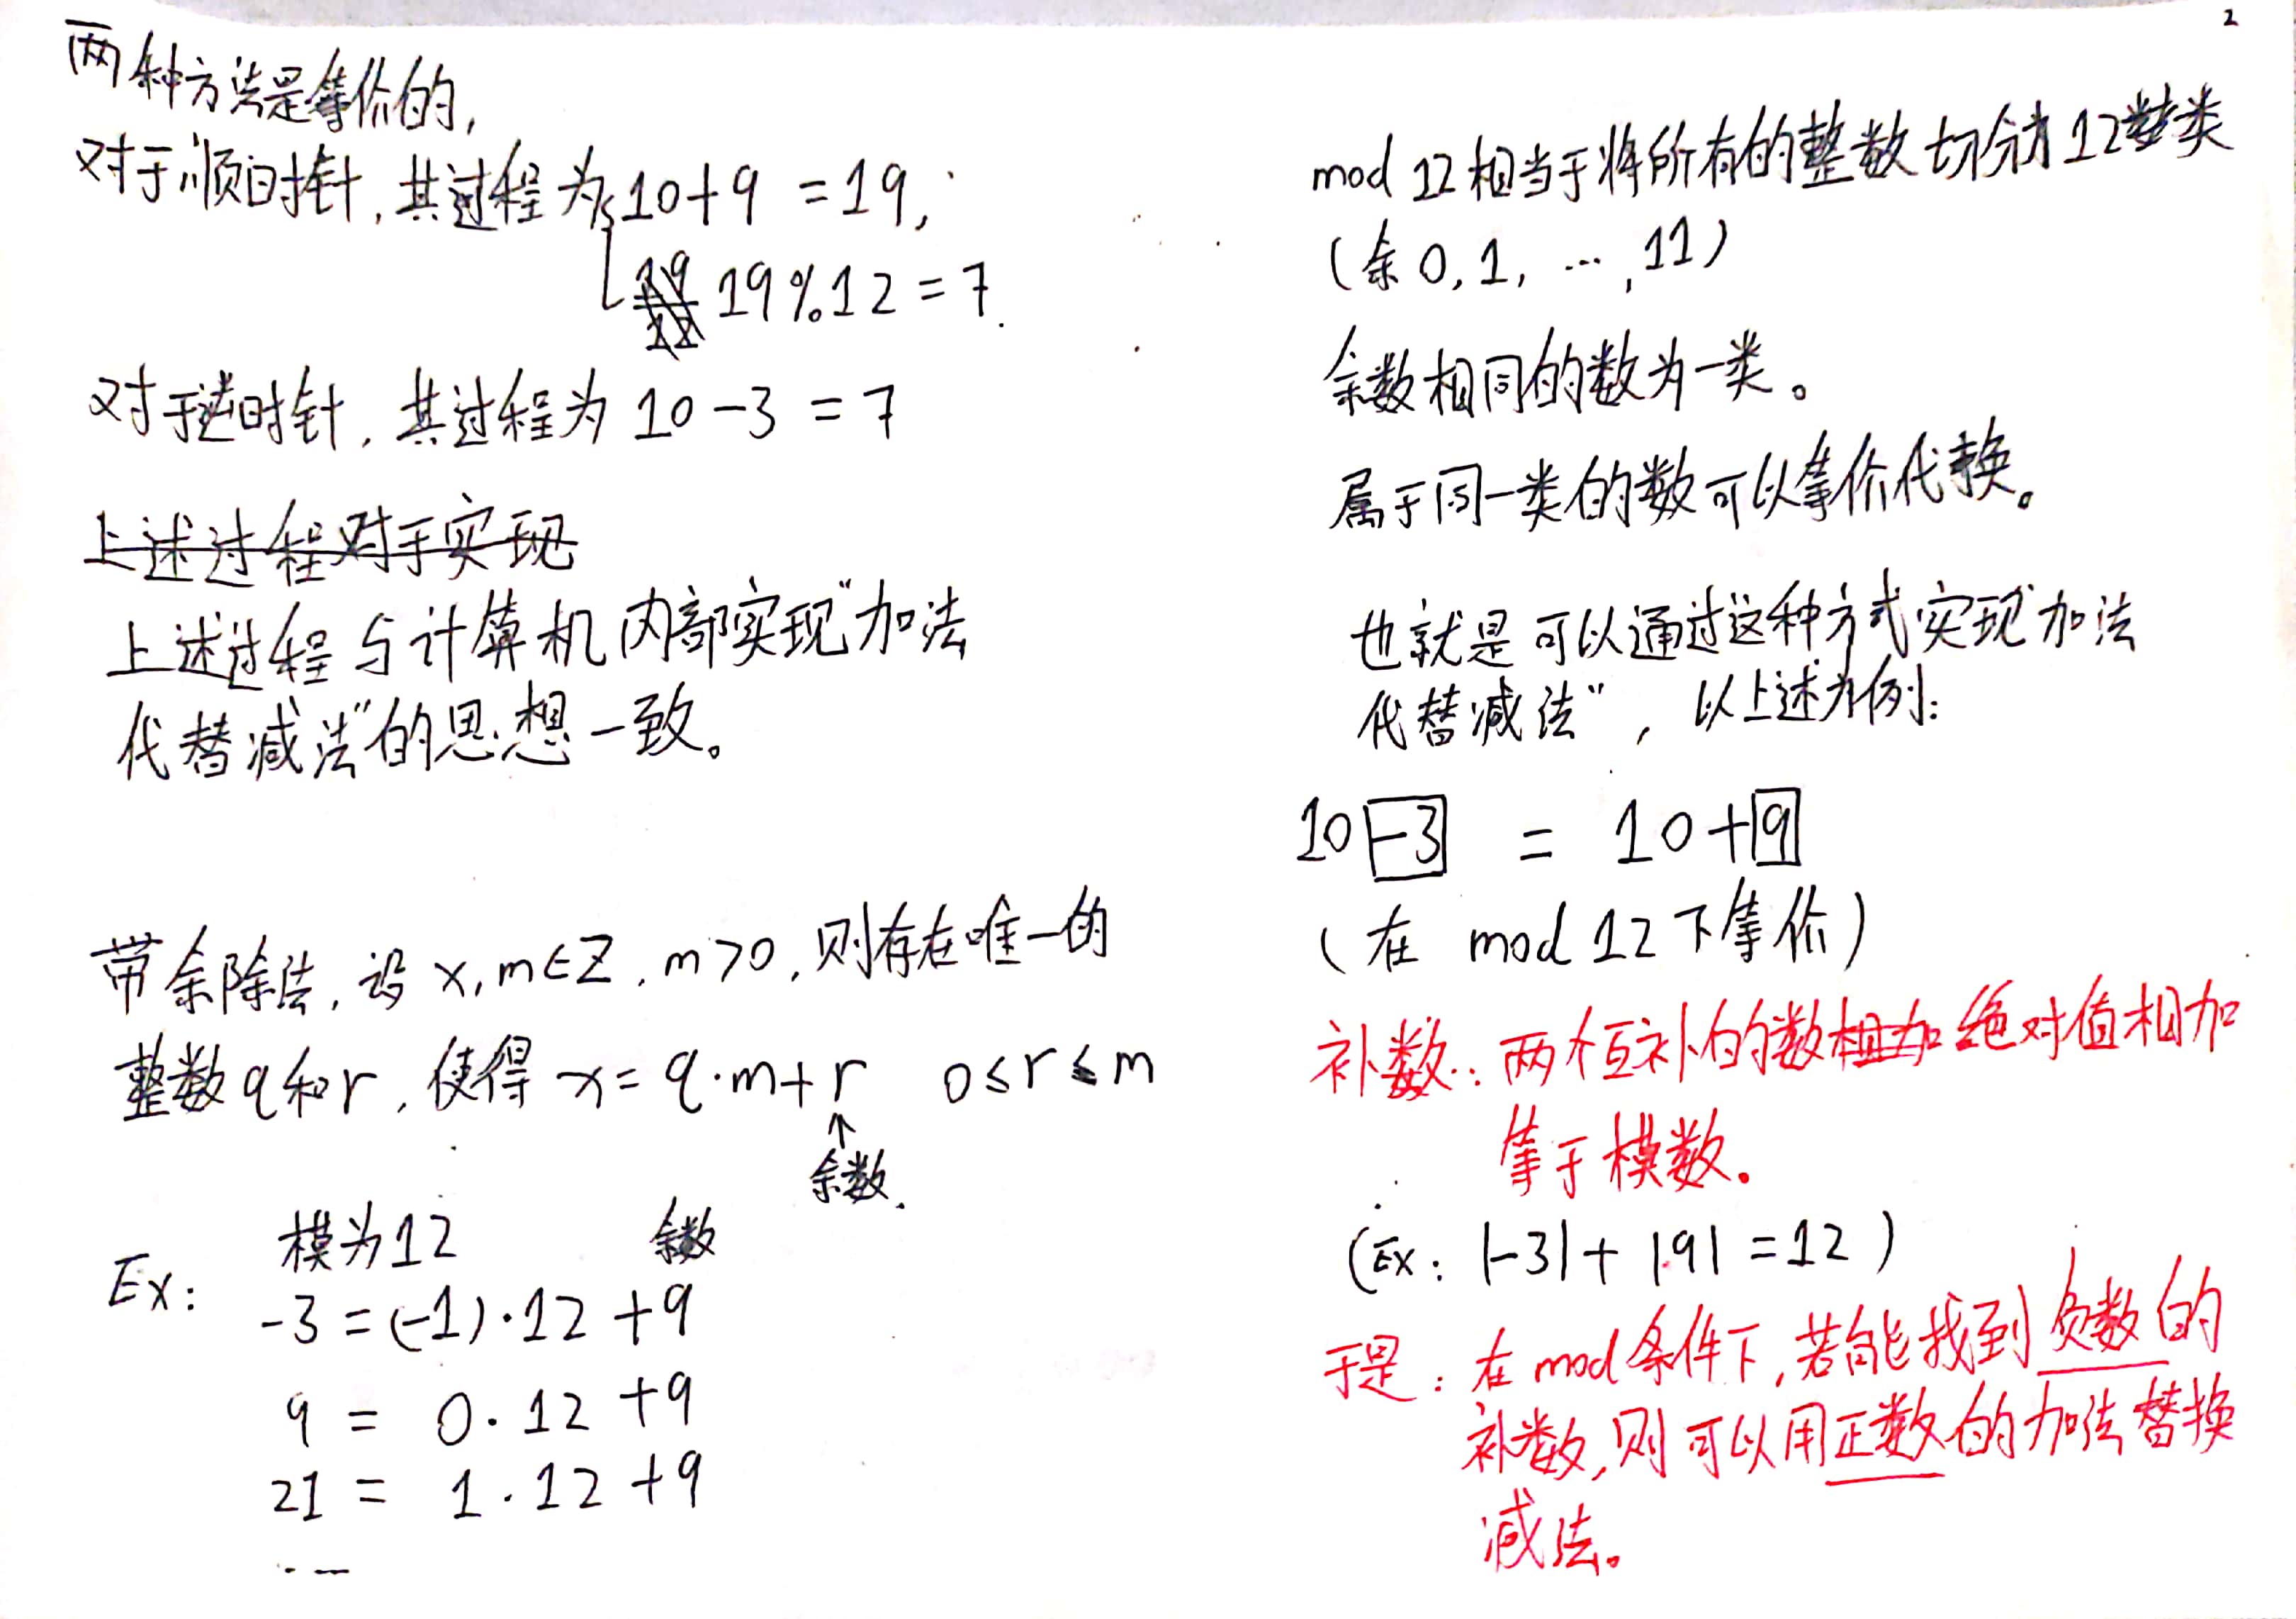 2
两种方法是等价的,
对于顺时针,其过程为 10+9 =19,
19%12=7.
对于逆时针,其过程为 10-3 =7
上述过程对于实现
上述过程与计算机内部实现“加法
代替减法”的思想一致。
带余除法,设 x,m∈Z,m>0,则存在唯一的
整数q和r,使得 x= q·m+r 0≤r≤m
↑
余数.
模为12 余数
Ex:
-3=(-1)·12+9
9 = 0·12+9
21 = 1·12+9
...
mod 12相当于将所有的整数切分为12类
(余0,1, …,11)
余数相同的数为一类。
属于同一类的数可以等价代换。
也就是可以通过这种方式实现“加法
代替减法”,以上述为例:
10-3 = 10+9
(在 mod 12下等价)
补数:两个互补的数相加绝对值相加
等于模数。
(Ex: |-3|+|9|=12)
于是:在mod条件下,若能找到负数的
补数,则可以用正数的加法替换
减法。